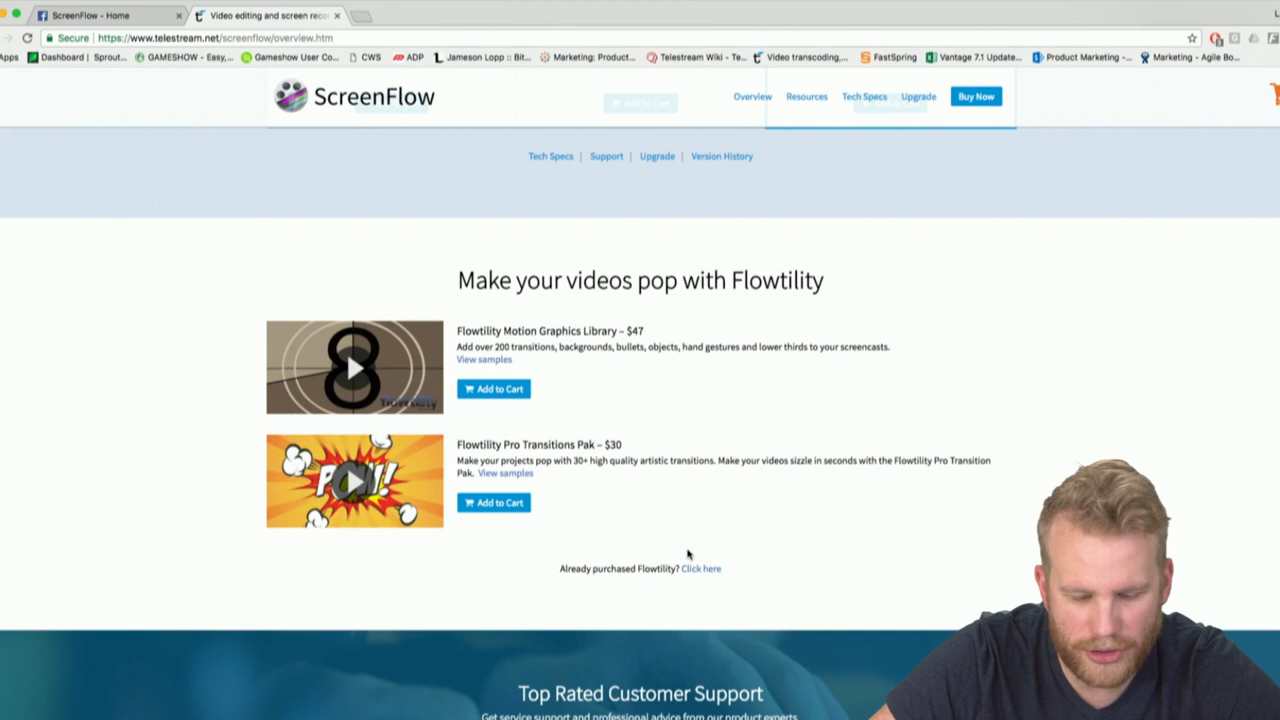 ScreenFlow - Home
Video editing and screen reco
Secure https://www.telestream.net/screenflow/overview.htm
Apps Dashboard | Sprout... GAMESHOW - Easy,... Gameshow User Co... CWS ADP Jameson Lopp :: Bit... Marketing: Product... Telestream Wiki - Te... Video transcoding,... FastSpring Vantage 7.1 Update... Product Marketing -... Marketing - Agile Bo...
ScreenFlow
Add to Cart
Overview Resources Tech Specs Upgrade Buy Now
Tech Specs | Support | Upgrade | Version History
Make your videos pop with Flowtility
8
Flowtility
Flowtility Motion Graphics Library – $47
Add over 200 transitions, backgrounds, bullets, objects, hand gestures and lower thirds to your screencasts.
View samples
Add to Cart
POW!
Flowtility Pro Transitions Pak – $30
Make your projects pop with 30+ high quality artistic transitions. Make your videos sizzle in seconds with the Flowtility Pro Transition
Pak. View samples
Add to Cart
Already purchased Flowtility? Click here
Top Rated Customer Support
Get service support and professional advice from our product experts